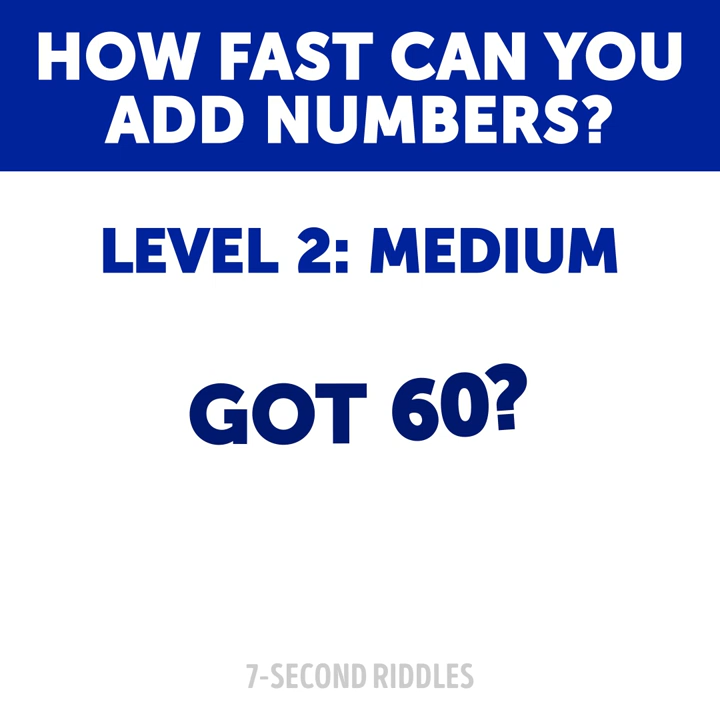 HOW FAST CAN YOU
ADD NUMBERS?
LEVEL 2: MEDIUM
GOT 60?
7-SECOND RIDDLES